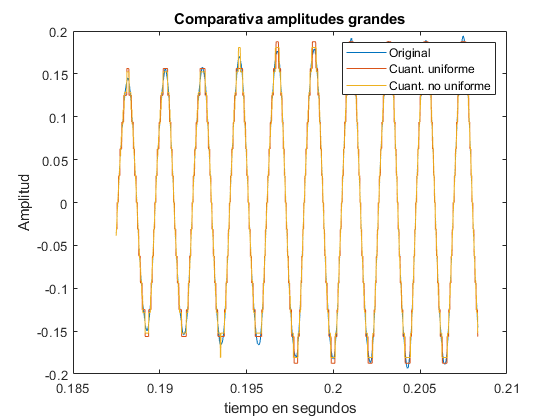 Comparativa amplitudes grandes
Original
Cuant. uniforme
Cuant. no uniforme
0.2
0.15
0.1
0.05
0
-0.05
-0.1
-0.15
-0.2
Amplitud
0.185
0.19
0.195
0.2
0.205
0.21
tiempo en segundos